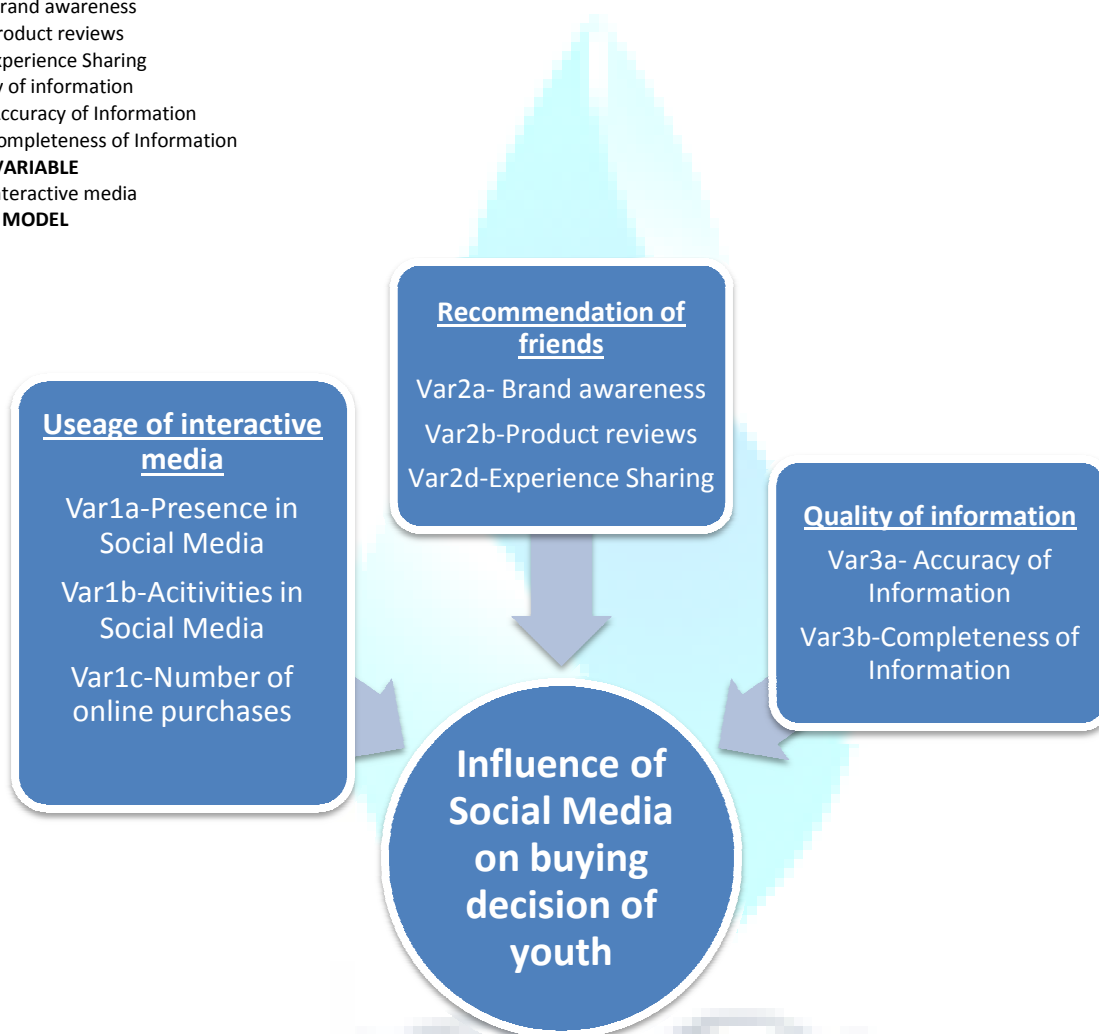 rand awareness
roduct reviews
xperience Sharing
y of information
ccuracy of Information
ompleteness of Information
VARIABLE
nteractive media
MODEL
Recommendation of
friends
Var2a- Brand awareness
Var2b-Product reviews
Var2d-Experience Sharing
Useage of interactive
media
Var1a-Presence in
Social Media
Var1b-Acitivities in
Social Media
Var1c-Number of
online purchases
Quality of information
Var3a- Accuracy of
Information
Var3b-Completeness of
Information
Influence of
Social Media
on buying
decision of
youth